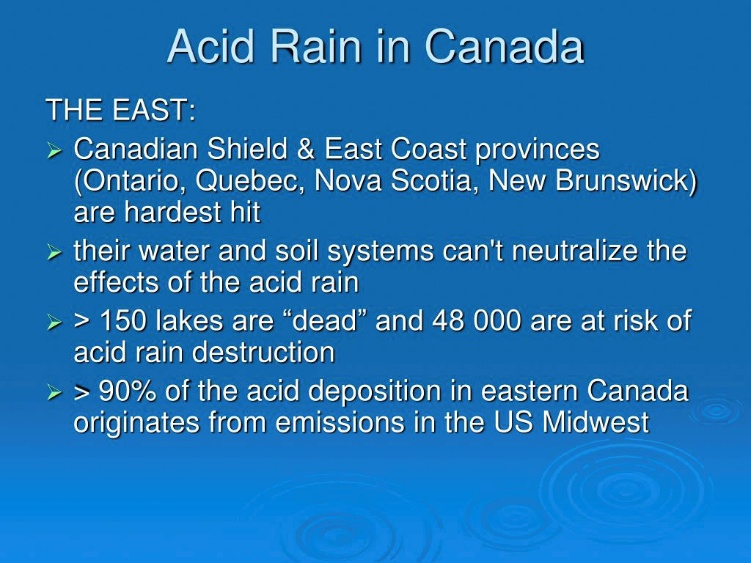 Acid Rain in Canada
THE EAST:
➢ Canadian Shield & East Coast provinces
(Ontario, Quebec, Nova Scotia, New Brunswick)
are hardest hit
➢ their water and soil systems can't neutralize the
effects of the acid rain
➢ > 150 lakes are “dead” and 48 000 are at risk of
acid rain destruction
➢ > 90% of the acid deposition in eastern Canada
originates from emissions in the US Midwest